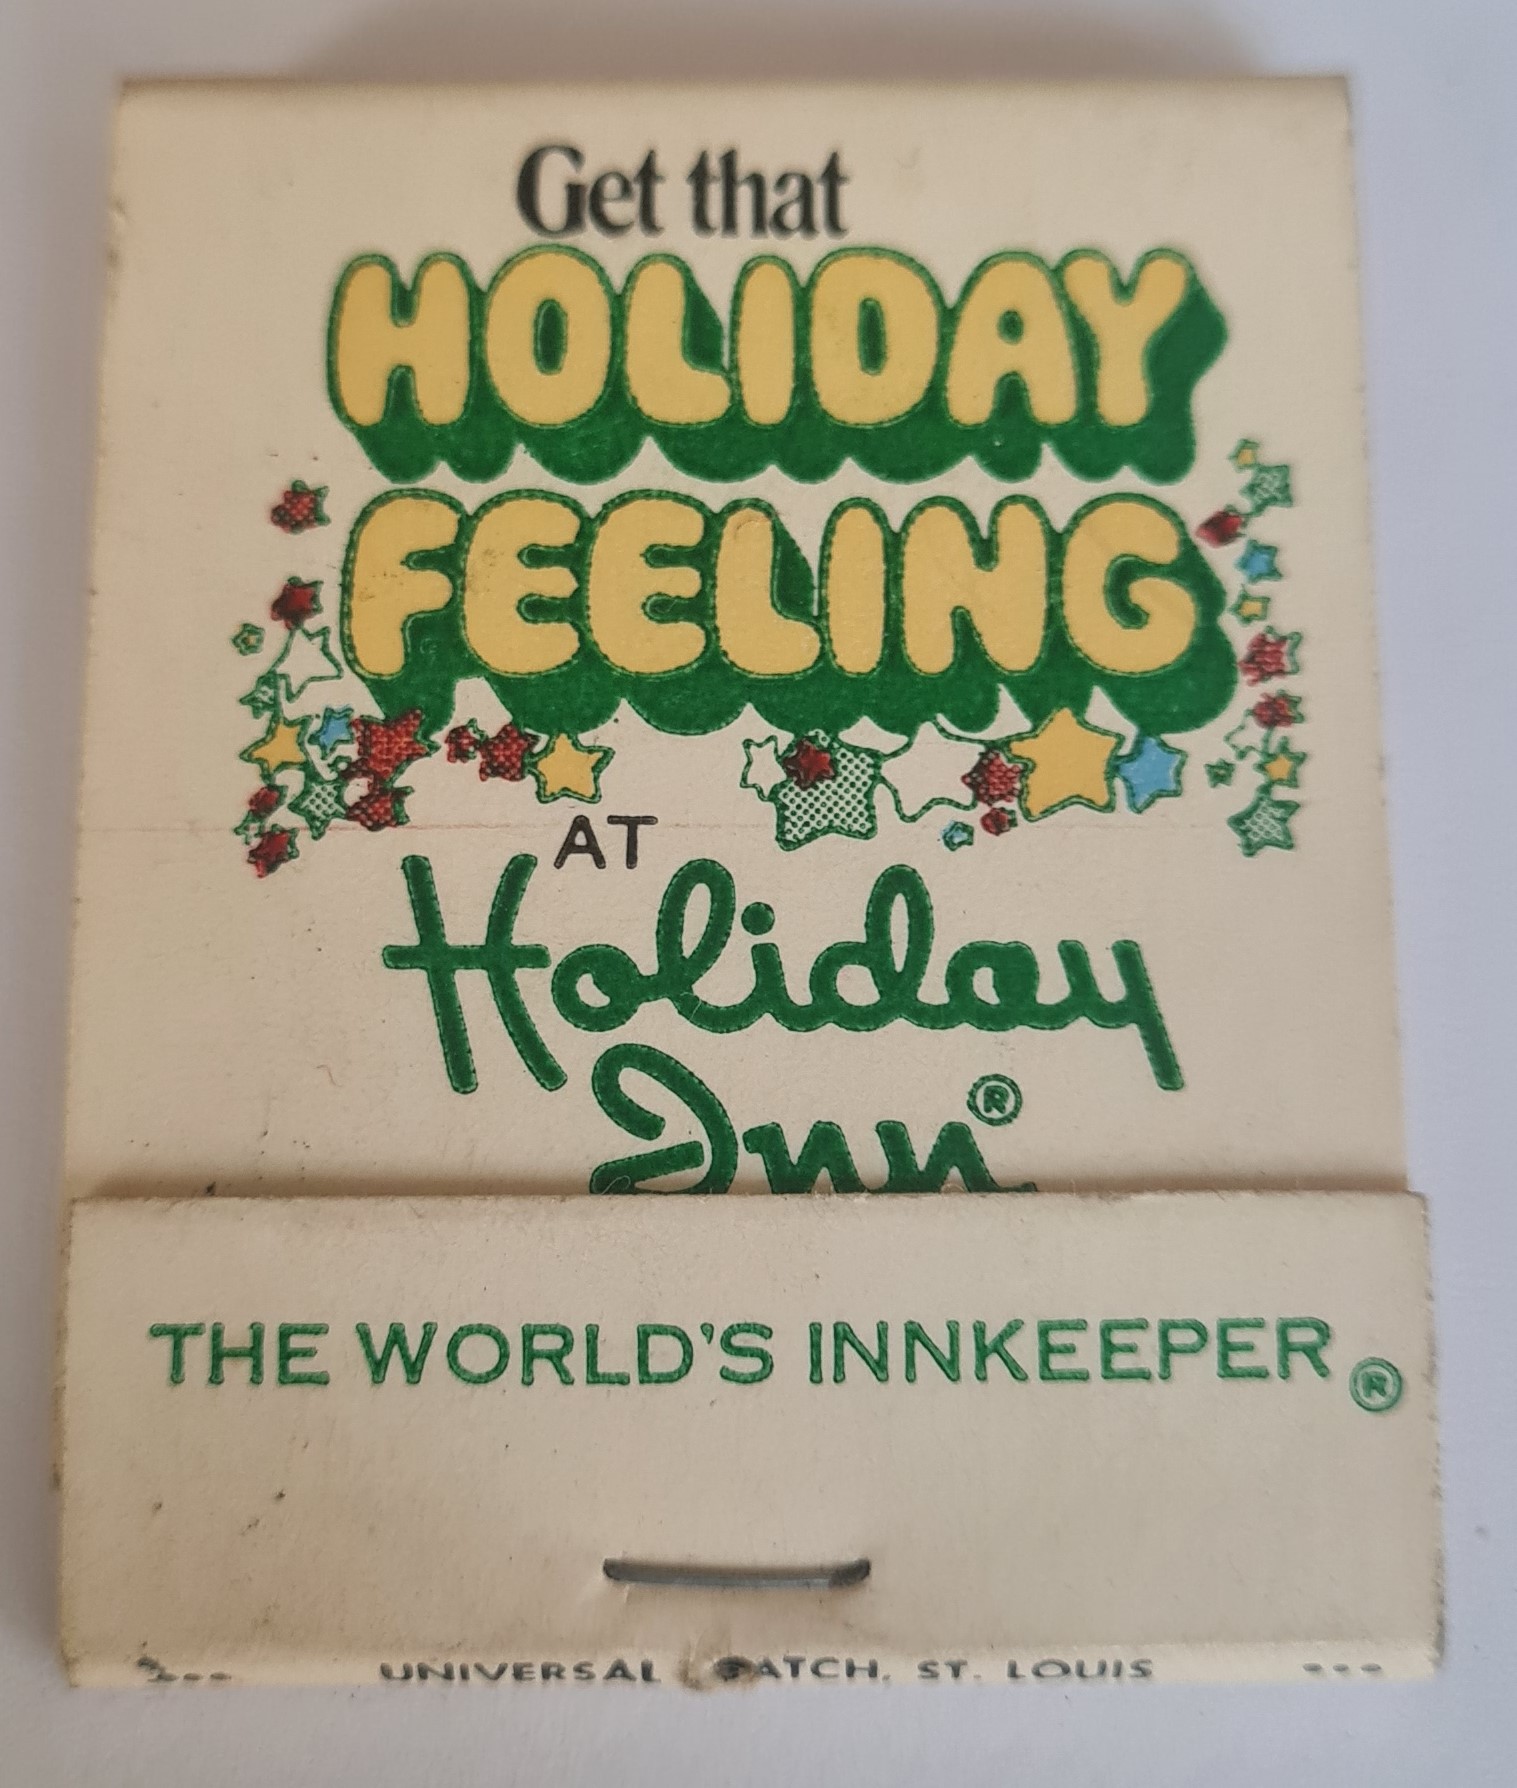 Get that
HOLIDAY
FEELING
AT
Holiday
Inn®
THE WORLD'S INNKEEPER®
UNIVERSAL MATCH, ST. LOUIS